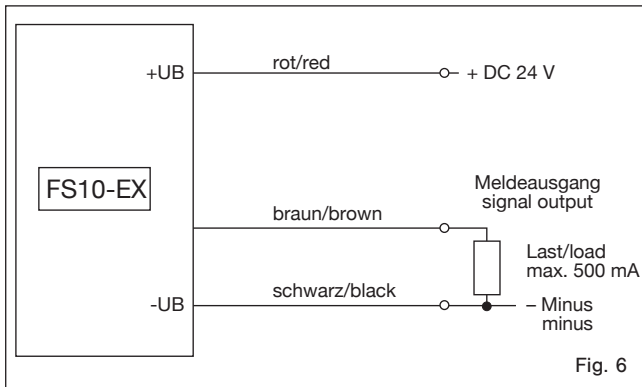 +UB
rot/red
+ DC 24 V
FS10-EX
Meldeausgang
signal output
braun/brown
Last/load
max. 500 mA
-UB
schwarz/black
– Minus
minus
Fig. 6